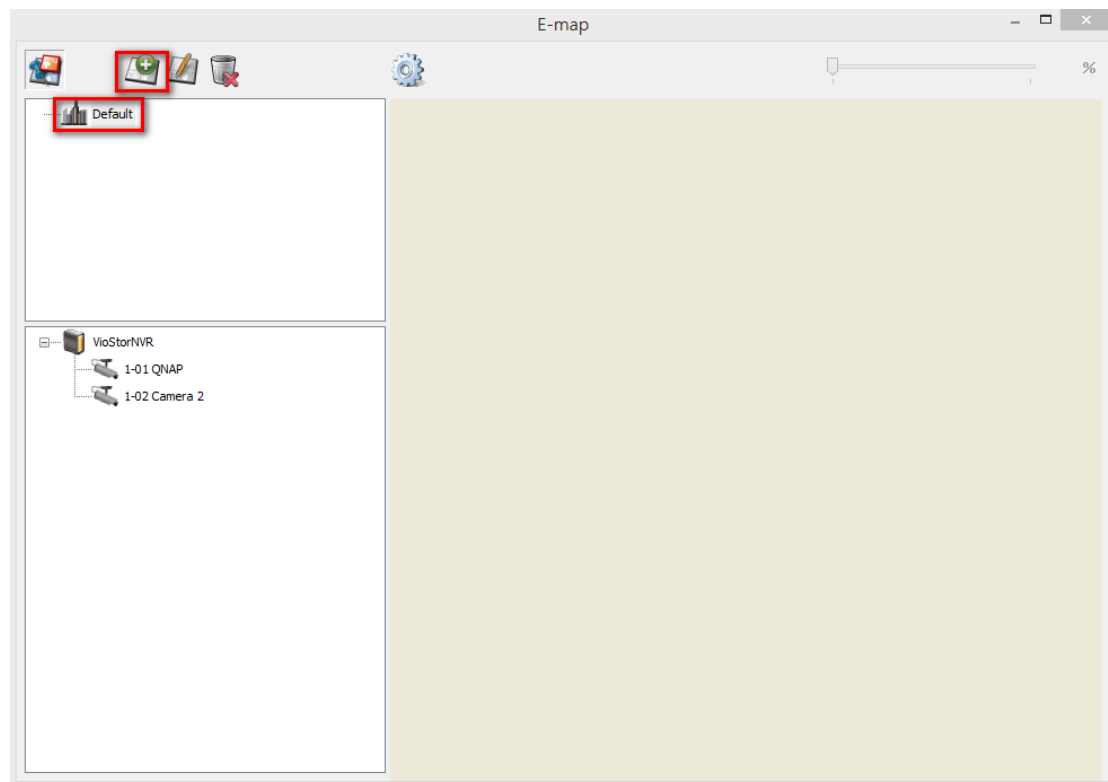 E-map
%
Default
VioStorNVR
1-01 QNAP
1-02 Camera 2